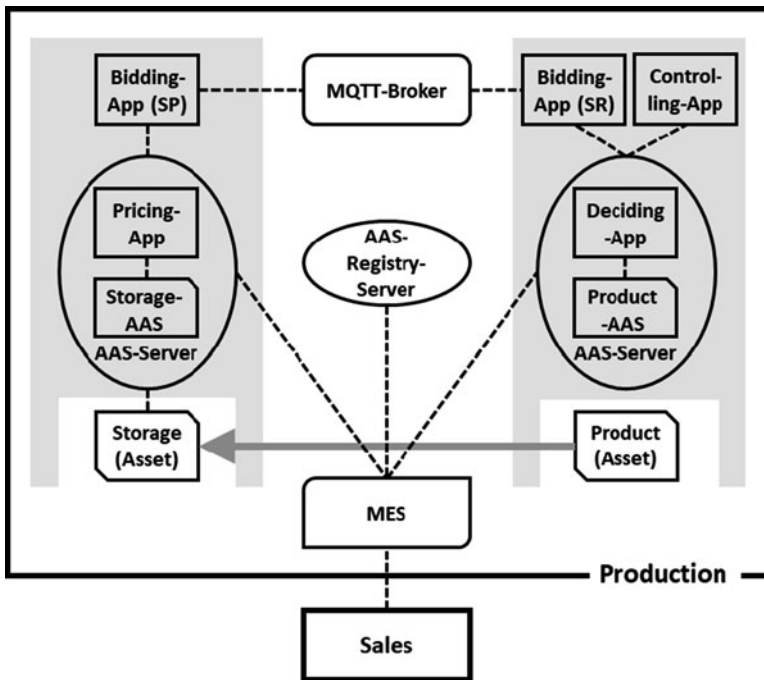 Bidding-
App (SP)
MQTT-Broker
Bidding-
App (SR)
Control-
ling-App
Pricing-
App
Storage-
AAS
AAS-Server
AAS-
Registry-
Server
Deciding
-App
Product
-AAS
AAS-Server
Storage
(Asset)
Product
(Asset)
MES
Production
Sales